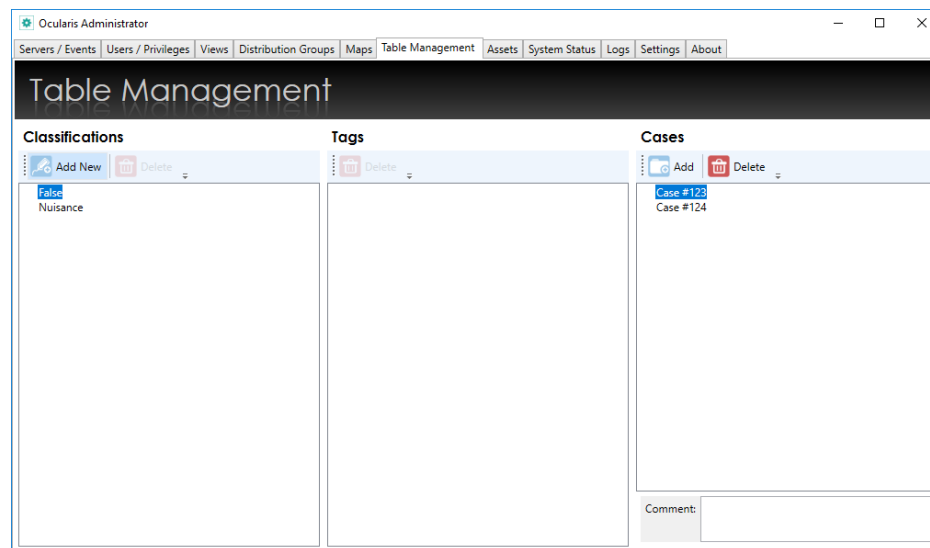 Ocularis Administrator
Servers / Events Users / Privileges Views Distribution Groups Maps Table Management Assets System Status Logs Settings About
Table Management
Classifications
Add New Delete
False
Nuisance
Tags
Delete
Cases
Add Delete
Case #123
Case #124
Comment: